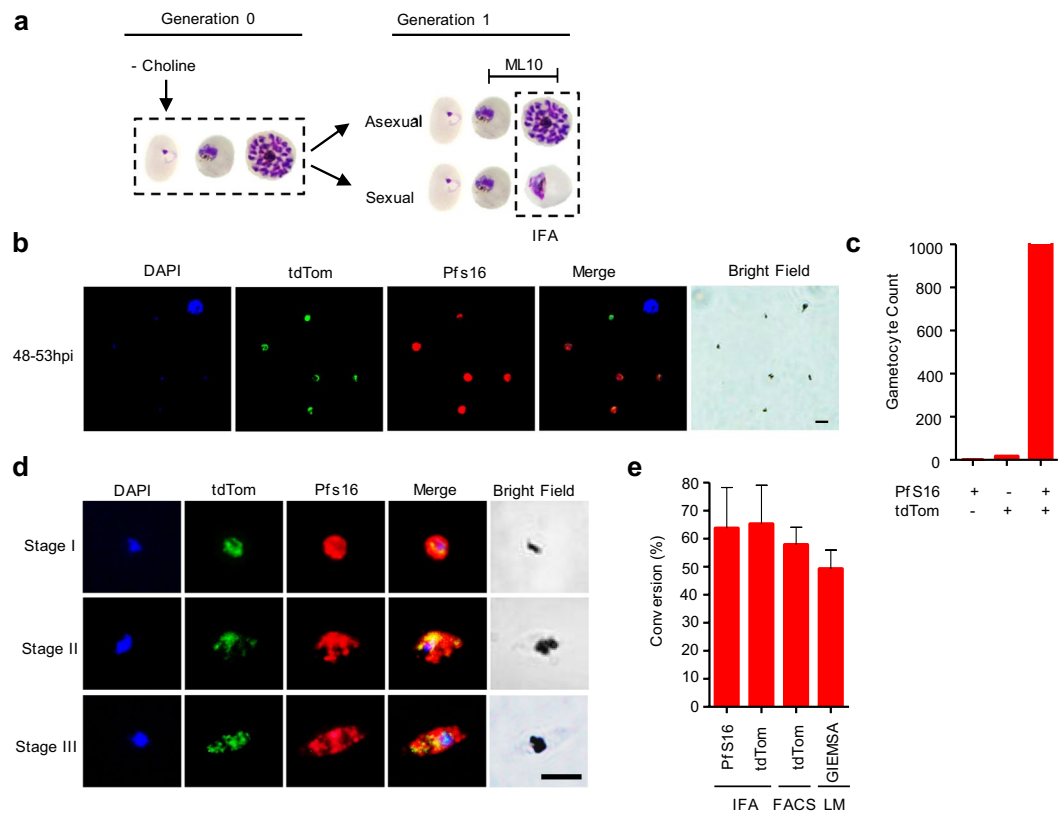 a
Generation 0
Generation 1
- Choline
ML10
Asexual
Sexual
IFA
b
DAPI tdTom Pfs16 Merge Bright Field
48-53hpi
c
Gametocyte Count
1000
800
600
400
200
0
PfS16 + - +
tdTom - + +
d
DAPI tdTom Pfs16 Merge Bright Field
Stage I
Stage II
Stage III
e
Conversion (%)
80
70
60
50
40
30
20
10
0
PfS16 tdTom tdTom GIEMSA
IFA FACS LM